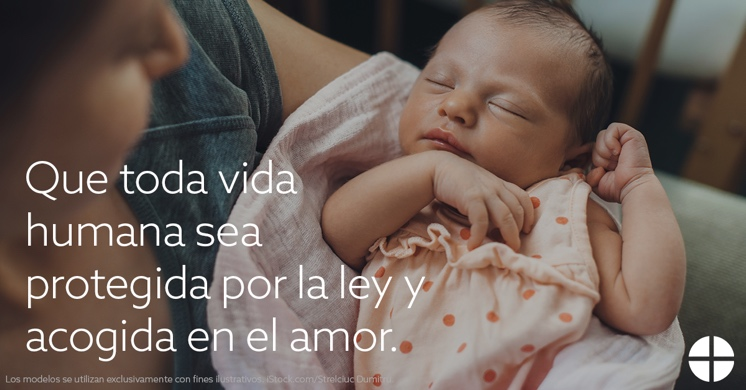 Que toda vida
humana sea
protegida por la ley y
acogida en el amor.
Los modelos se utilizan exclusivamente con fines ilustrativos. iStock.com/Strelciuc Dumitru